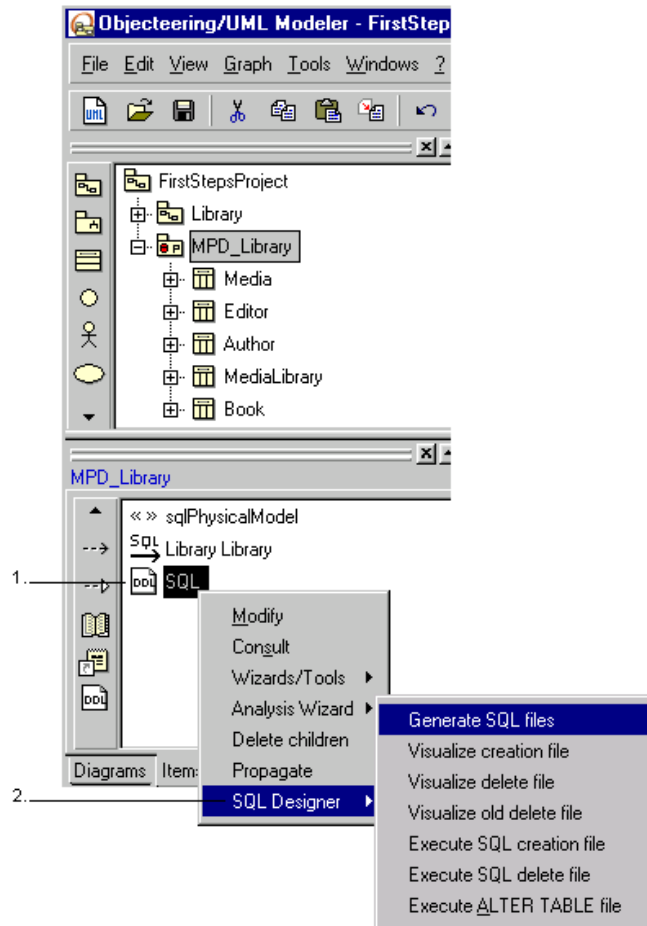 Objecteering/UML Modeler - FirstStep
File Edit View Graph Tools Windows ?
UML
FirstStepsProject
Library
P MPD_Library
Media
Editor
Author
MediaLibrary
Book
MPD_Library
« » sqlPhysicalModel
SQL Library Library
1. DDL SQL
DDL
Modify
Consult
Wizards/Tools
Analysis Wizard
Delete children
Propagate
2. SQL Designer
Diagrams Items
Generate SQL files
Visualize creation file
Visualize delete file
Visualize old delete file
Execute SQL creation file
Execute SQL delete file
Execute ALTER TABLE file